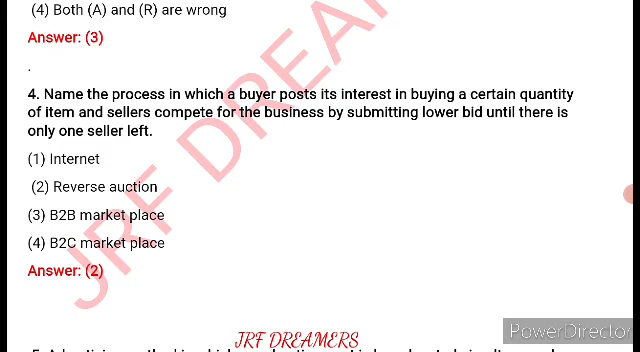 (4) Both (A) and (R) are wrong
Answer: (3)
.
4. Name the process in which a buyer posts its interest in buying a certain quantity
of item and sellers compete for the business by submitting lower bid until there is
only one seller left.
(1) Internet
(2) Reverse auction
(3) B2B market place
(4) B2C market place
Answer: (2)
JRF DREAMERS
PowerDirector